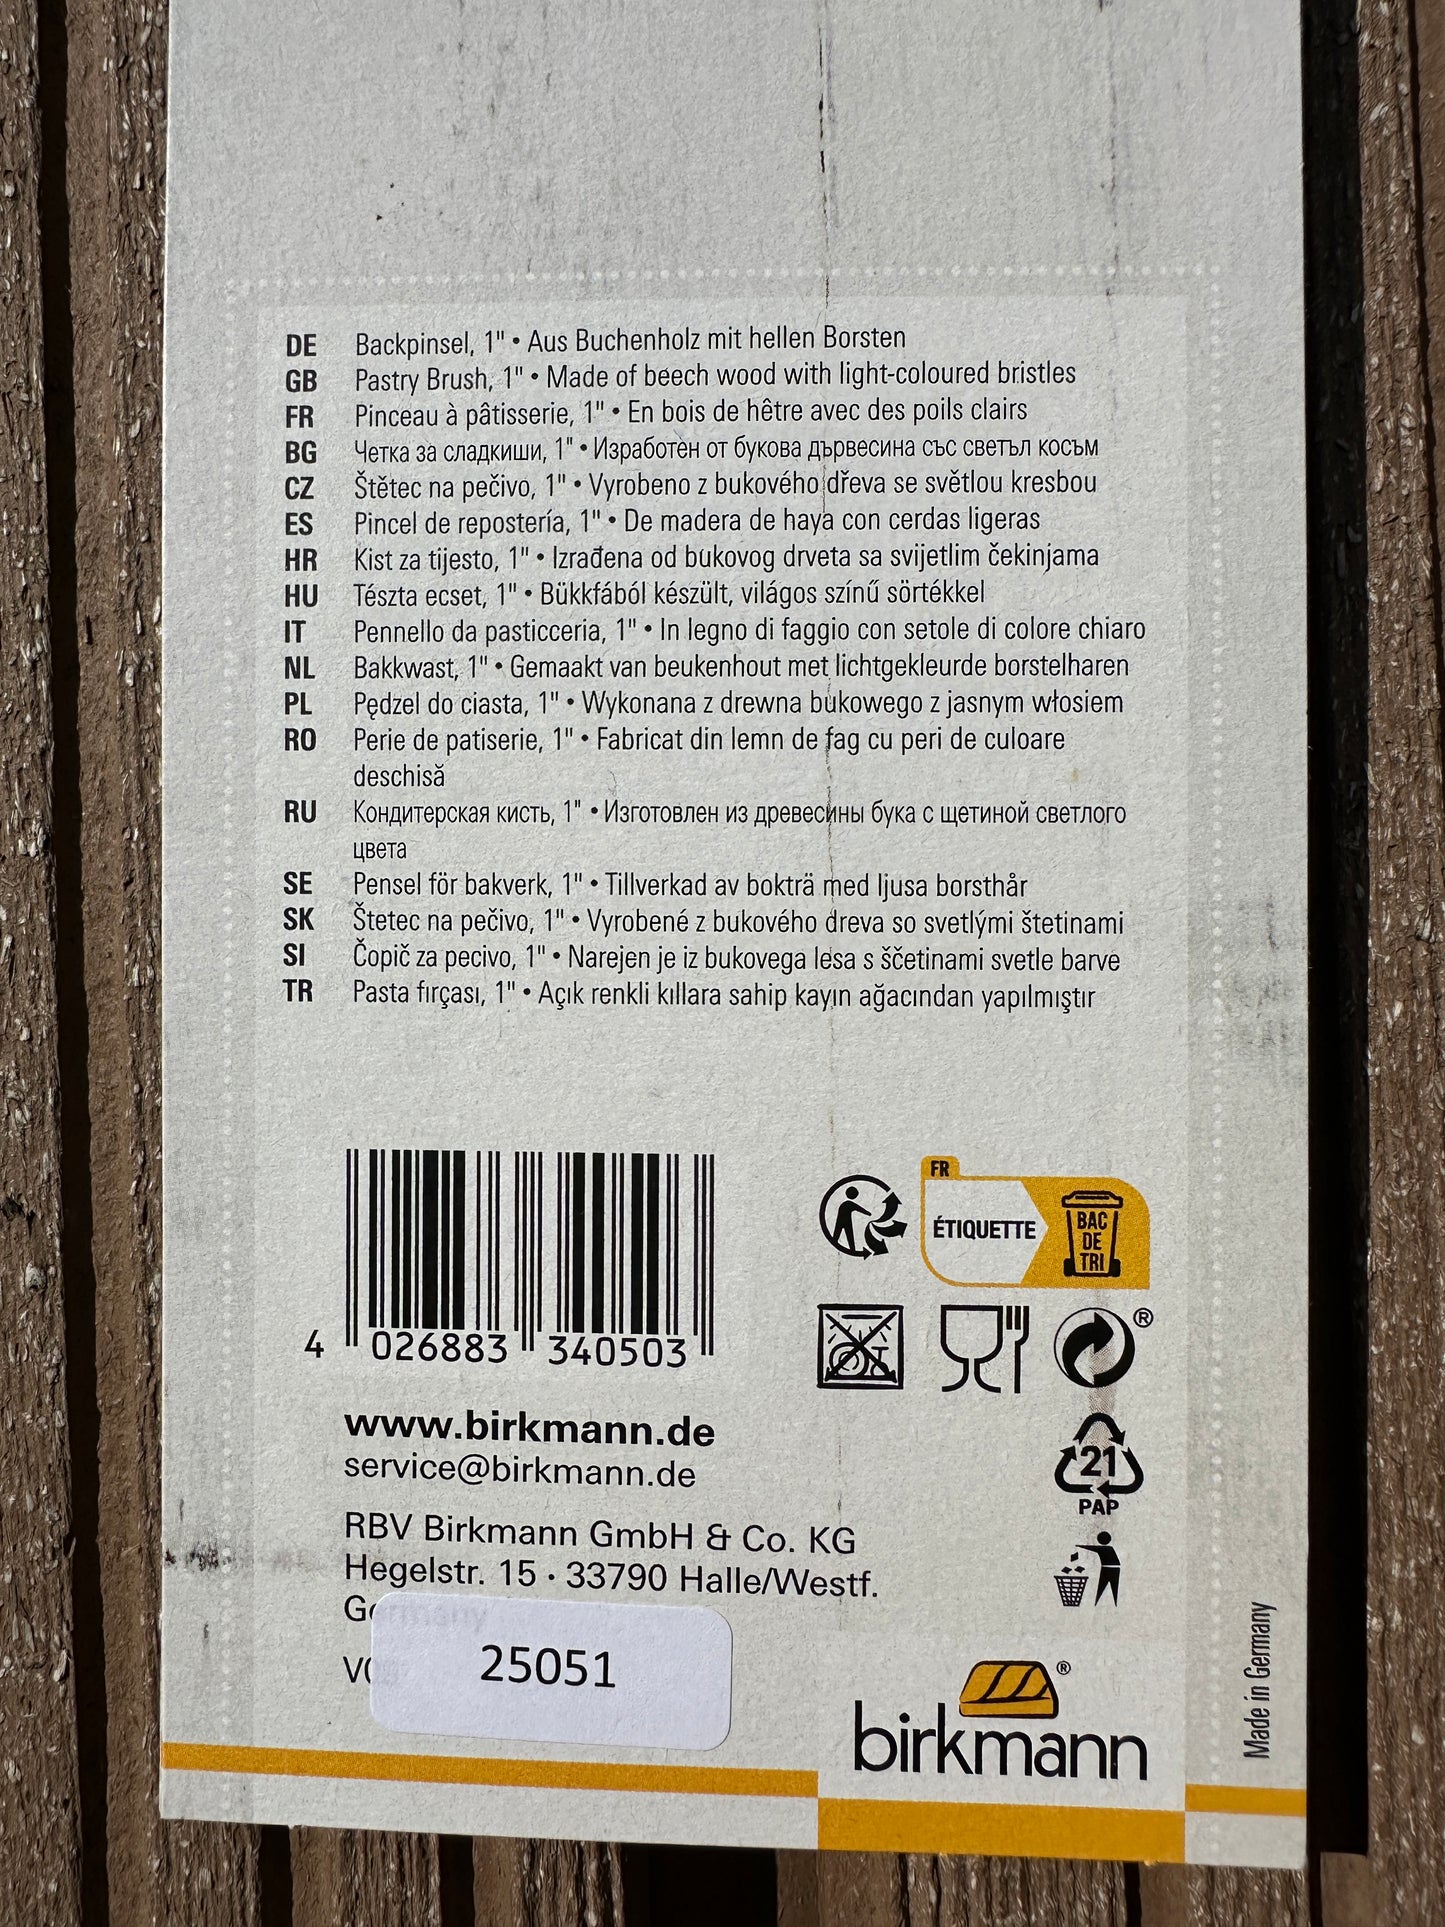 DE Backpinsel, 1" • Aus Buchenholz mit hellen Borsten
GB Pastry Brush, 1" • Made of beech wood with light-coloured bristles
FR Pinceau à pâtisserie, 1" • En bois de hêtre avec des poils clairs
BG Четка за сладкиши, 1" • Изработен от букова дървесина със светъл косъм
CZ Štětec na pečivo, 1" • Vyrobeno z bukového dřeva se světlou kresbou
ES Pincel de repostería, 1" • De madera de haya con cerdas ligeras
HR Kist za tijesto, 1" • Izrađena od bukovog drveta sa svijetlim čekinjama
HU Tészta ecset, 1" • Bükkfából készült, világos színű sörtékkel
IT Pennello da pasticceria, 1" • In legno di faggio con setole di colore chiaro
NL Bakkwast, 1" • Gemaakt van beukenhout met lichtgekleurde borstelharen
PL Pędzel do ciasta, 1" • Wykonana z drewna bukowego z jasnym włosiem
RO Perie de patiserie, 1" • Fabricat din lemn de fag cu peri de culoare
deschisă
RU Кондитерская кисть, 1" • Изготовлен из древесины бука с щетиной светлого
цвета
SE Pensel för bakverk, 1" • Tillverkad av bokträ med ljusa borsthår
SK Štetec na pečivo, 1" • Vyrobené z bukového dreva so svetlými štetinami
SI Čopič za pecivo, 1" • Narejen je iz bukovega lesa s ščetinami svetle barve
TR Pasta fırçası, 1" • Açık renkli kıllara sahip kayın ağacından yapılmıştır
FR
ÉTIQUETTE
BAC
DE
TRI
4 026883 340503
®
www.birkmann.de
service@birkmann.de
21
PAP
RBV Birkmann GmbH & Co. KG
Hegelstr. 15 · 33790 Halle/Westf.
Germany
25051
®
birkmann
Made in Germany